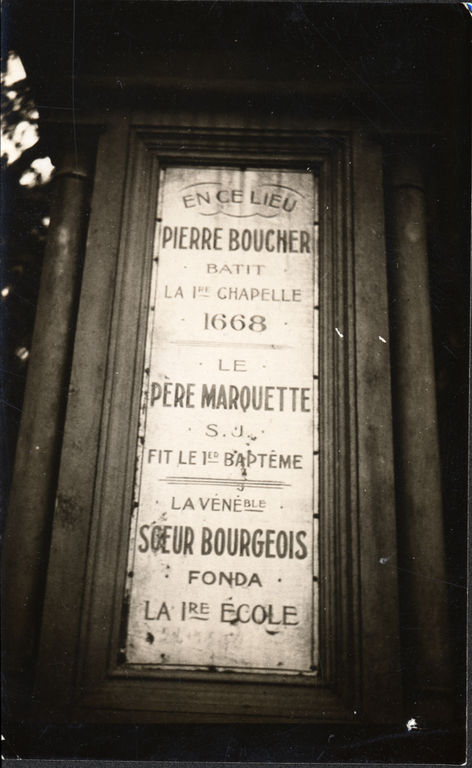 EN CE LIEU
PIERRE BOUCHER
BATIT
LA 1RE CHAPELLE
· 1668 ·
· LE ·
PÈRE MARQUETTE
· S. J. ·
FIT LE 1ER BAPTÊME
· LA VÉNÉBLE ·
SŒUR BOURGEOIS
· FONDA ·
LA 1RE ÉCOLE